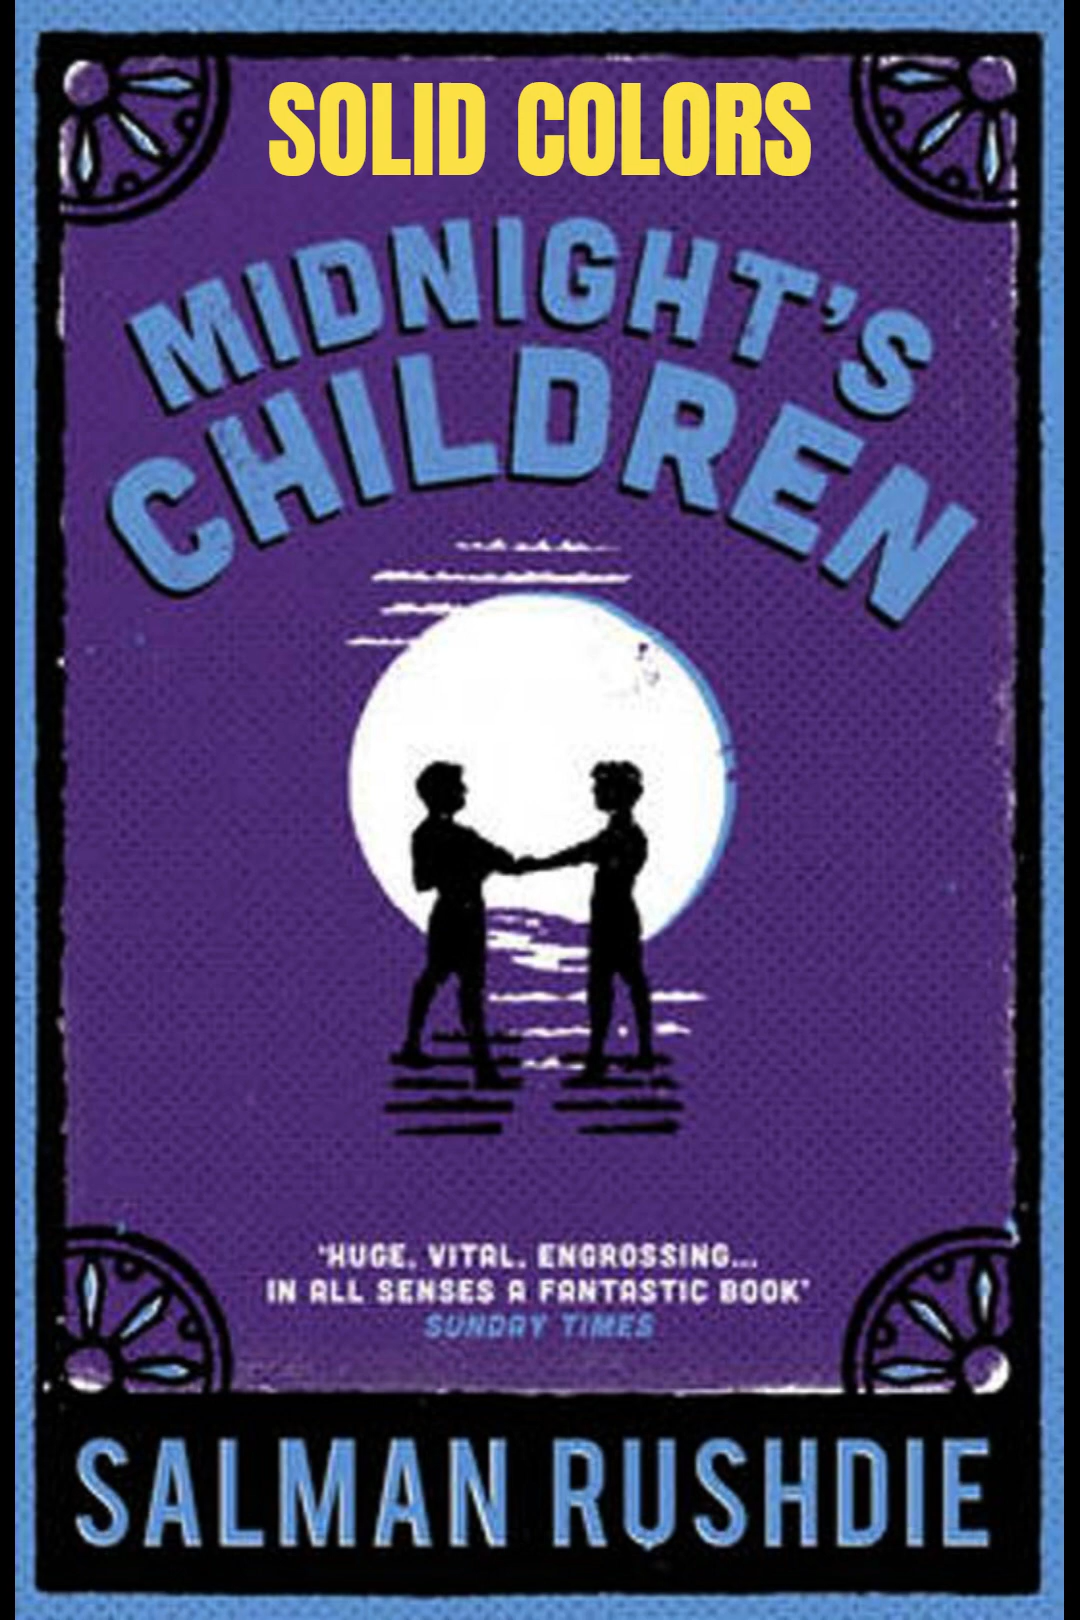 SOLID COLORS
MIDNIGHT'S
CHILDREN
'HUGE, VITAL, ENGROSSING...
IN ALL SENSES A FANTASTIC BOOK'
SUNDAY TIMES
SALMAN RUSHDIE